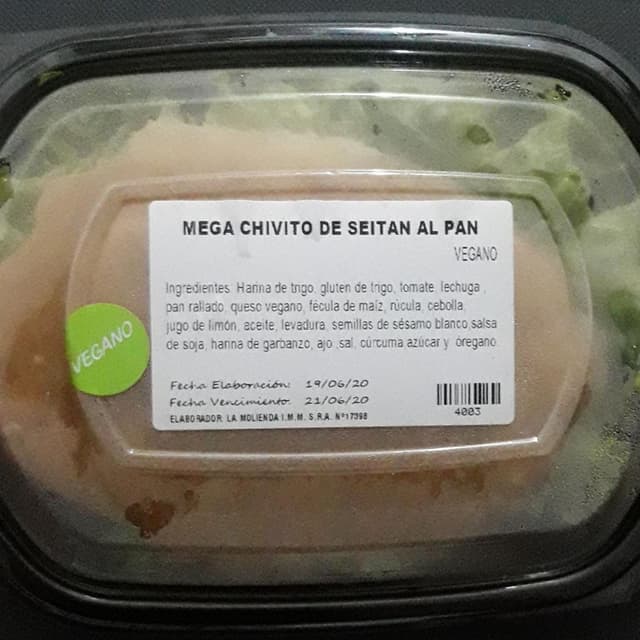 MEGA CHIVITO DE SEITAN AL PAN
VEGANO
Ingredientes: Harina de trigo, gluten de trigo, tomate, lechuga ,
pan rallado, queso vegano, fécula de maíz, rúcula, cebolla,
jugo de limón, aceite, levadura, semillas de sésamo blanco,salsa
de soja, harina de garbanzo, ajo ,sal, cúrcuma azúcar y orégano.
VEGANO
Fecha Elaboración: 19/06/20
Fecha Vencimiento: 21/06/20
4003
ELABORADOR LA MOLIENDA I.M.M. S.R.A. Nº17398